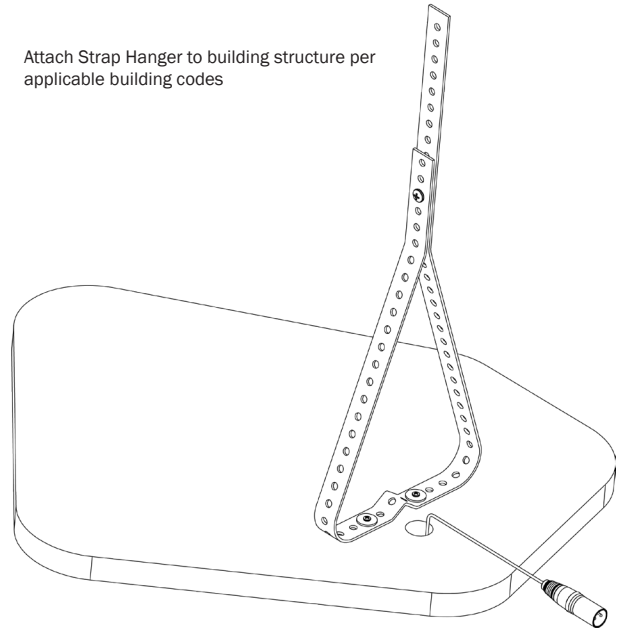 Attach Strap Hanger to building structure per
applicable building codes